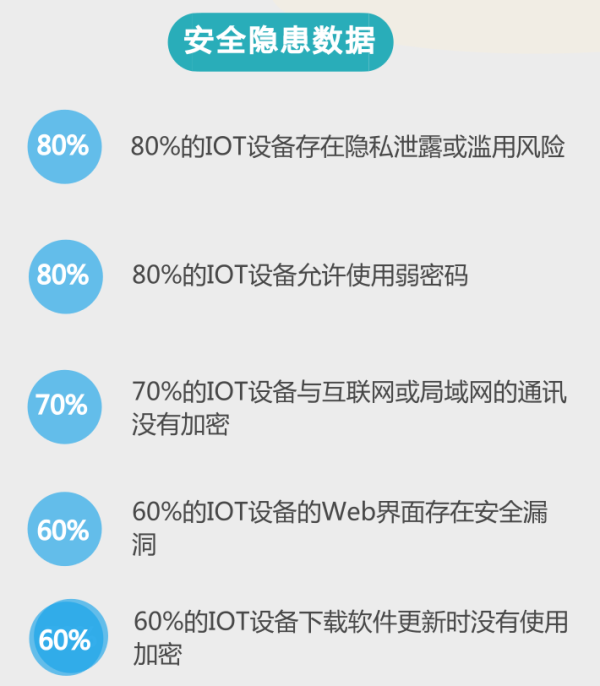 安全隐患数据
80%
80%的IOT设备存在隐私泄露或滥用风险
80%
80%的IOT设备允许使用弱密码
70%
70%的IOT设备与互联网或局域网的通讯
没有加密
60%
60%的IOT设备的Web界面存在安全漏
洞
60%
60%的IOT设备下载软件更新时没有使用
加密